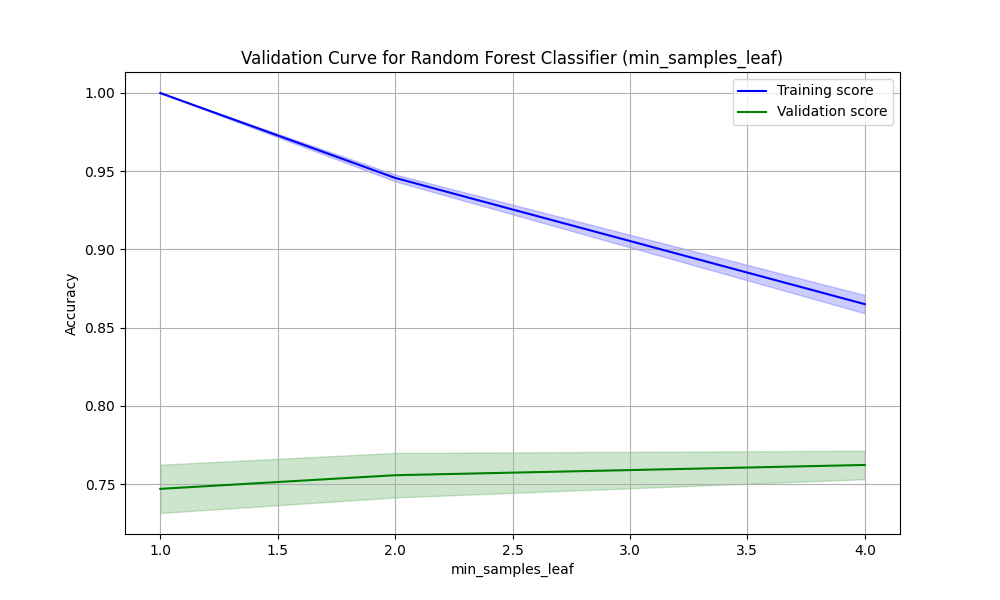 Validation Curve for Random Forest Classifier (min_samples_leaf)
Training score
Validation score
Accuracy
1.00
0.95
0.90
0.85
0.80
0.75
1.0 1.5 2.0 2.5 3.0 3.5 4.0
min_samples_leaf